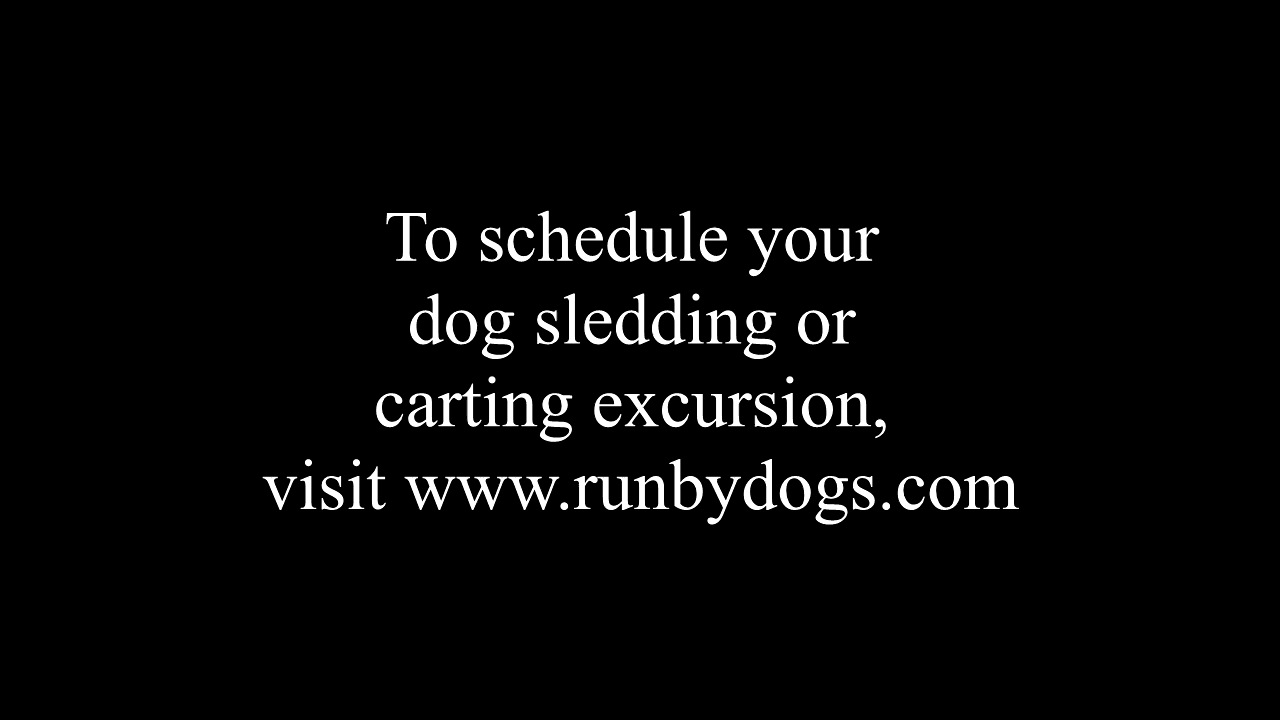 To schedule your
dog sledding or
carting excursion,
visit www.runbydogs.com